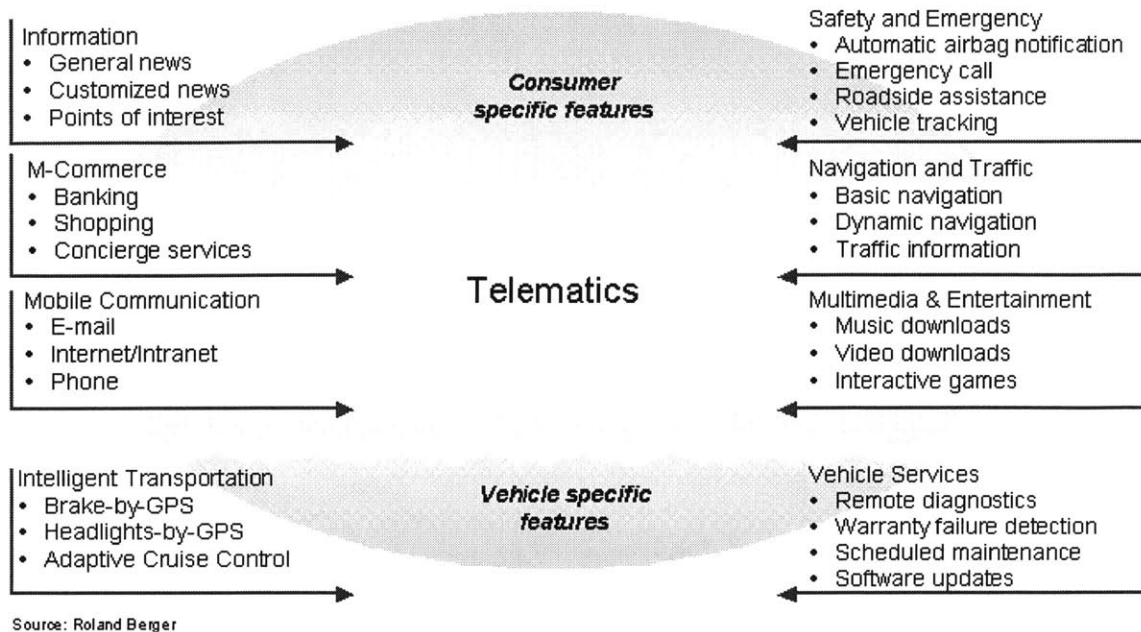 Information
• General news
• Customized news
• Points of interest
M-Commerce
• Banking
• Shopping
• Concierge services
Mobile Communication
• E-mail
• Internet/Intranet
• Phone
Intelligent Transportation
• Brake-by-GPS
• Headlights-by-GPS
• Adaptive Cruise Control
Consumer
specific features
Telematics
Vehicle specific
features
Safety and Emergency
• Automatic airbag notification
• Emergency call
• Roadside assistance
• Vehicle tracking
Navigation and Traffic
• Basic navigation
• Dynamic navigation
• Traffic information
Multimedia & Entertainment
• Music downloads
• Video downloads
• Interactive games
Vehicle Services
• Remote diagnostics
• Warranty failure detection
• Scheduled maintenance
• Software updates
Source: Roland Berger